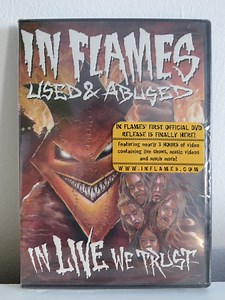 IN FLAMES
USED & ABUSED
IN FLAMES' FIRST OFFICIAL DVD
RELEASE IS FINALLY HERE!
Featuring nearly 3 HOURS of video
containing live shows, music videos
and much more!
WWW.INFLAMES.COM
IN LIVE WE TRUST